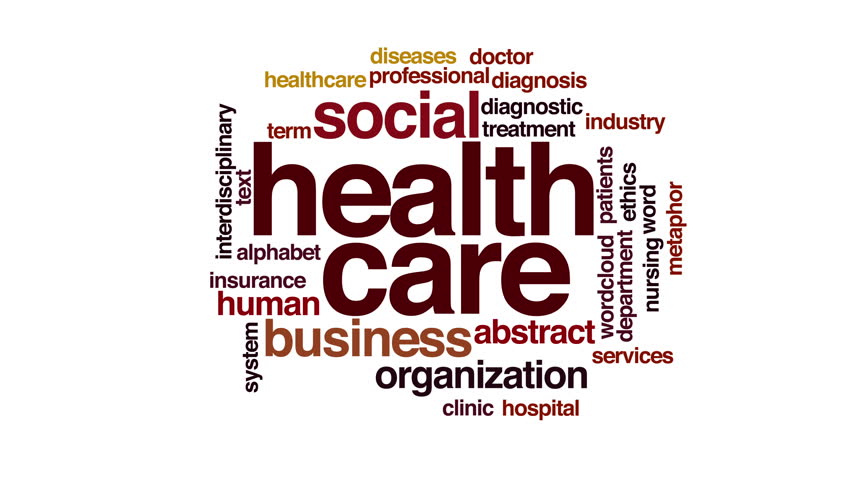 diseases doctor
healthcare professional diagnosis
social diagnostic
term treatment industry
interdisciplinary
text
health
care
patients
ethics
word
metaphor
alphabet
wordcloud
department
nursing
insurance
human
business abstract
system
services
organization
clinic hospital